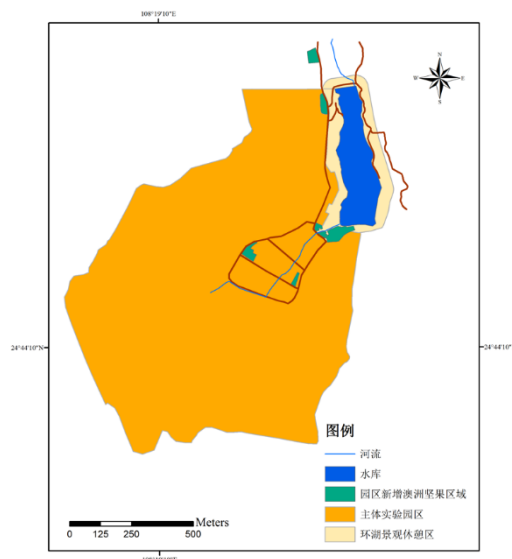 108°19′10″E
N
W E
S
24°44′10″N
24°44′10″
图例
河流
水库
园区新增澳洲坚果区域
主体实验园区
环湖景观休憩区
0 125 250 500 Meters